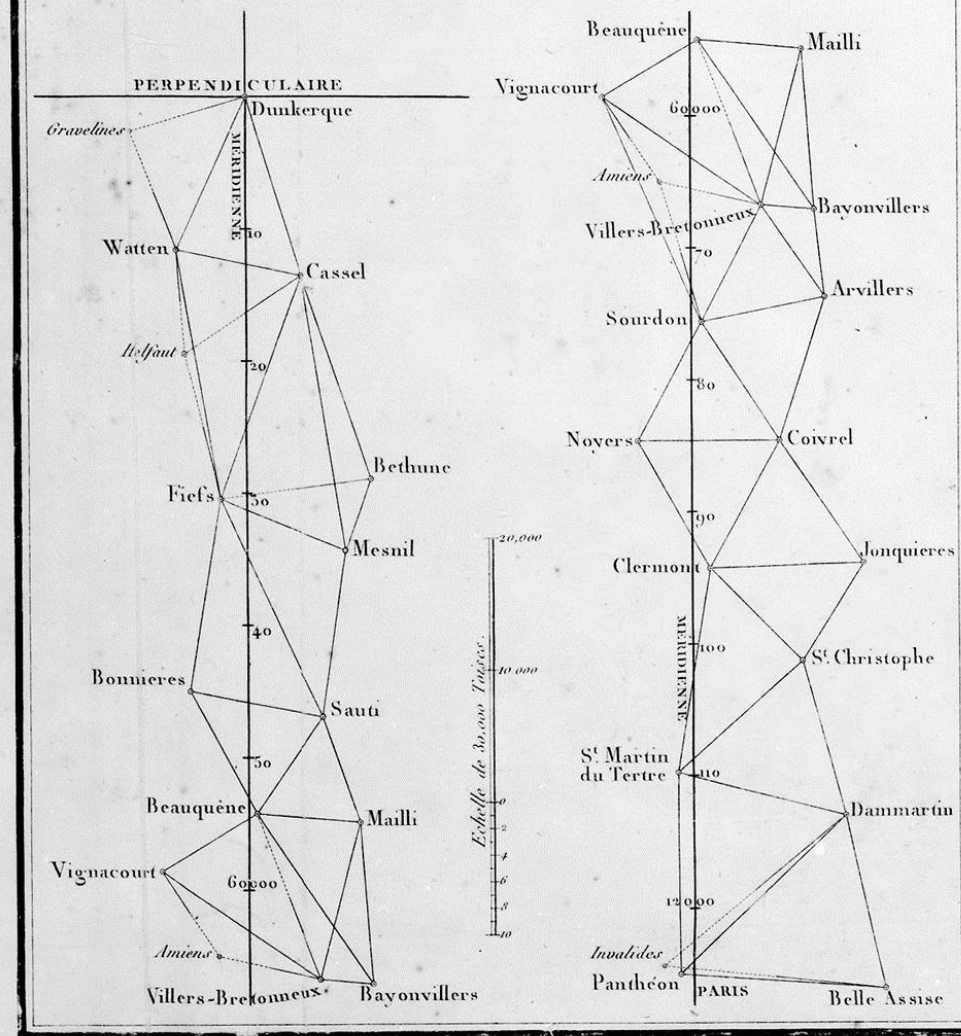 PERPENDICULAIRE
Dunkerque
Gravelines
MÉRIDIENNE
10
Watten
Cassel
Helfaut
20
Bethune
Fiefs
30
Mesnil
40
Bonnieres
Sauti
50
Beauquêne
Mailli
Vignacourt
60000
Amiens
Villers-Bretonneux
Bayonvillers
20,000
10 000
Echelle de 30,000 Toises.
0
2
4
6
8
10
Beauquêne
Mailli
Vignacourt
60000
Amiens
Villers-Bretonneux
Bayonvillers
70
Arvillers
Sourdon
80
Noyers
Coivrel
90
Clermont
Jonquieres
MÉRIDIENNE
100
St. Christophe
St. Martin
du Tertre
110
Dammartin
12000
Invalides
Panthéon
PARIS
Belle Assise